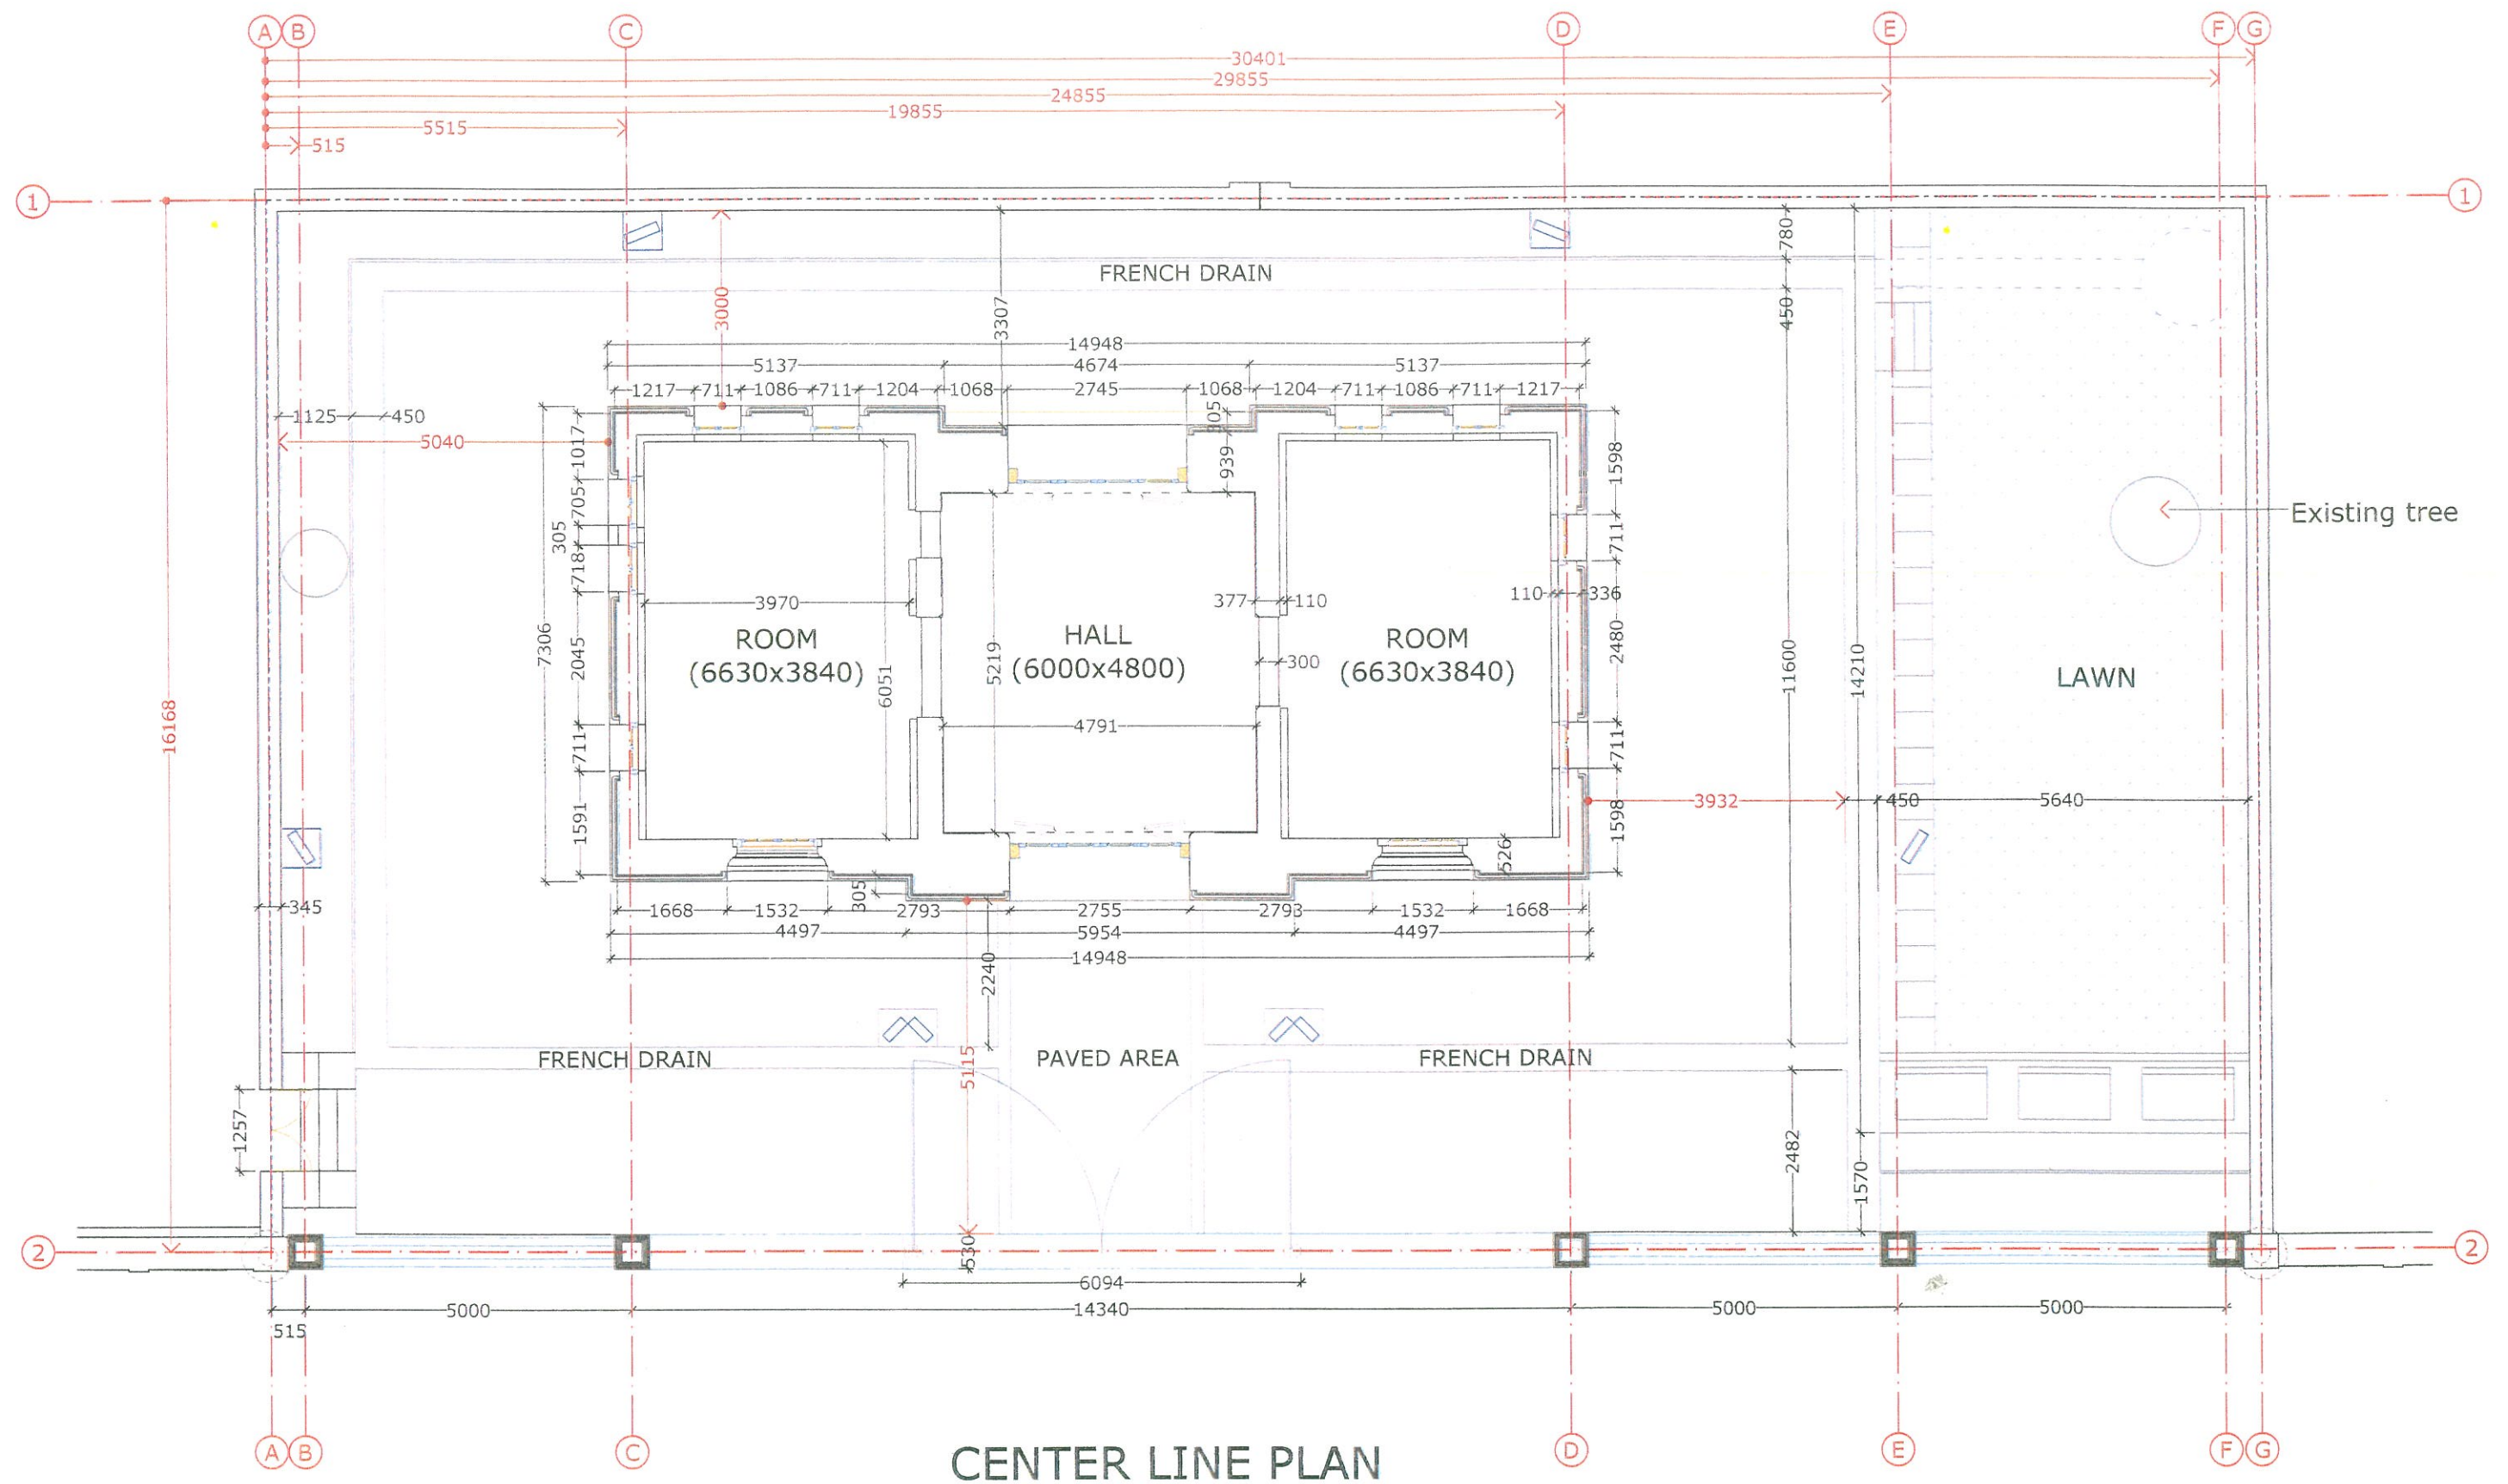 A B C D E F G
30401
29855
24855
19855
5515
515
1 1
780
FRENCH DRAIN
3000
3307
450
14948
5137 4674 5137
1217 711 1086 711 1204 1068 2745 1068 1204 711 1086 711 1217
1125 450
305
5040
1017
939
1598
705
305
711
Existing tree
718
3970
377 110
110 336
ROOM
(6630x3840)
HALL
(6000x4800)
ROOM
(6630x3840)
7306
2045
6051
5219
300
2480
11600
14210
LAWN
16168
4791
711
711
1591
3932
450
5640
1598
526
345
305
1668 1532 2793 2755 2793 1532 1668
4497 5954 4497
14948
2240
FRENCH DRAIN
5115
PAVED AREA
FRENCH DRAIN
1257
2482
1570
2 2
530
6094
5000 14340 5000 5000
515
A B C D E F G
CENTER LINE PLAN